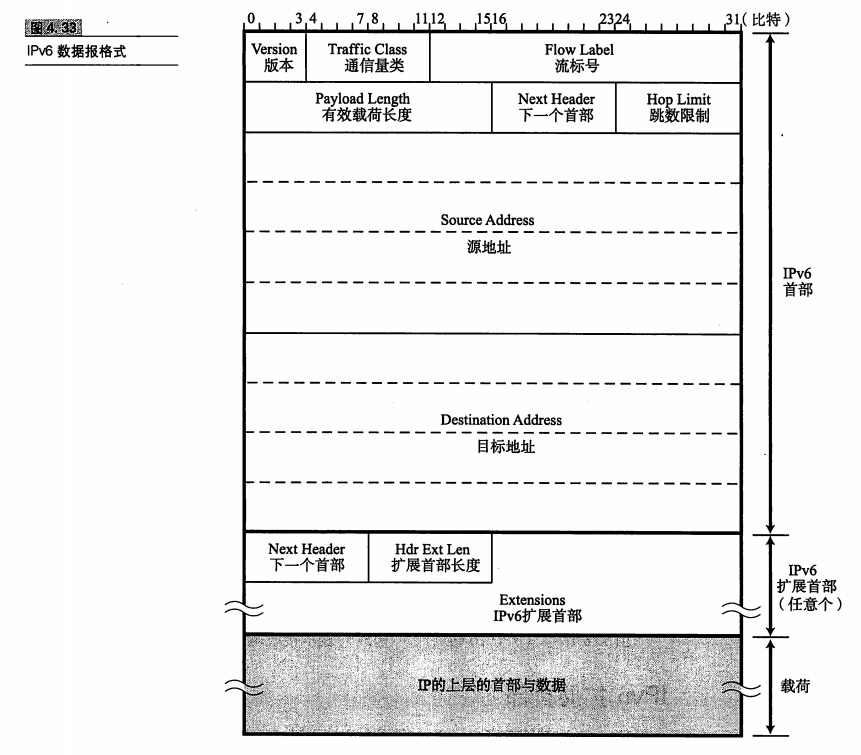 图4.33
IPv6 数据报格式
0 3 4 7 8 11 12 15 16 23 24 31(比特)
Version Traffic Class Flow Label
版本 通信量类 流标号
Payload Length Next Header Hop Limit
有效载荷长度 下一个首部 跳数限制
Source Address
源地址
IPv6
首部
Destination Address
目标地址
Next Header Hdr Ext Len
下一个首部 扩展首部长度
Extensions
IPv6扩展首部
IPv6
扩展首部
(任意个)
IP的上层的首部与数据
载荷